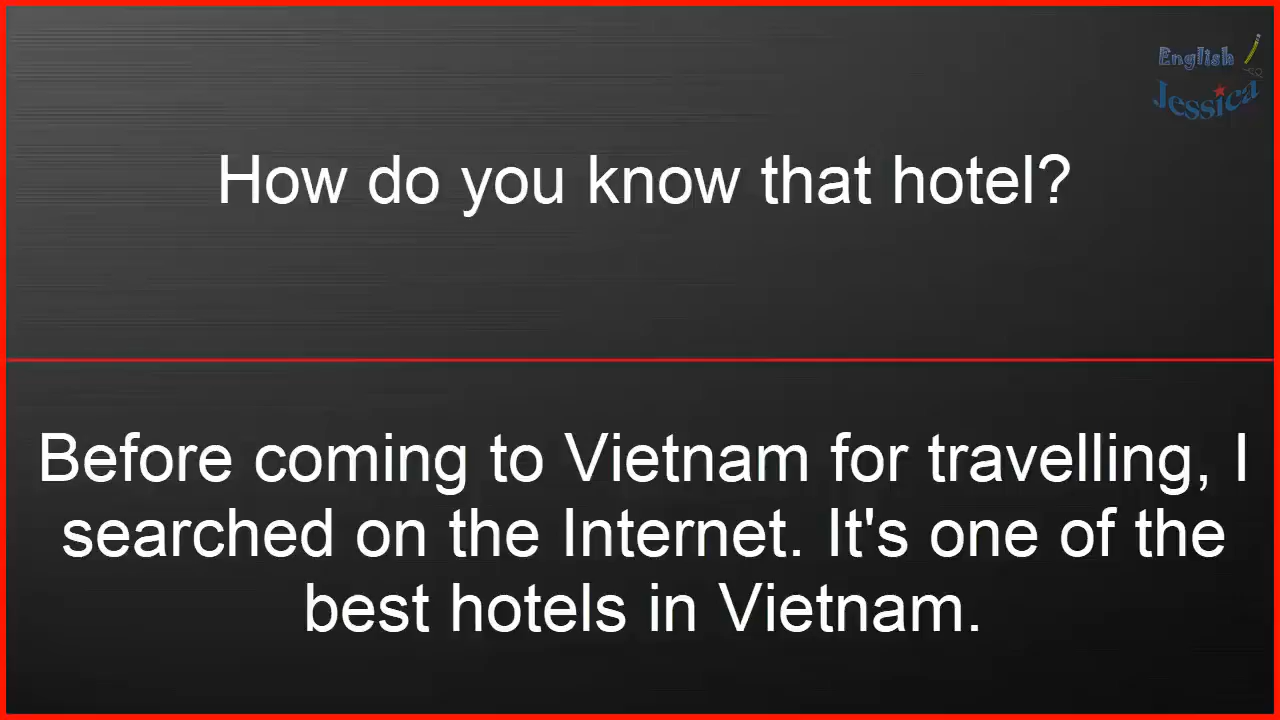 English
Jessica
How do you know that hotel?
Before coming to Vietnam for travelling, I
searched on the Internet. It's one of the
best hotels in Vietnam.